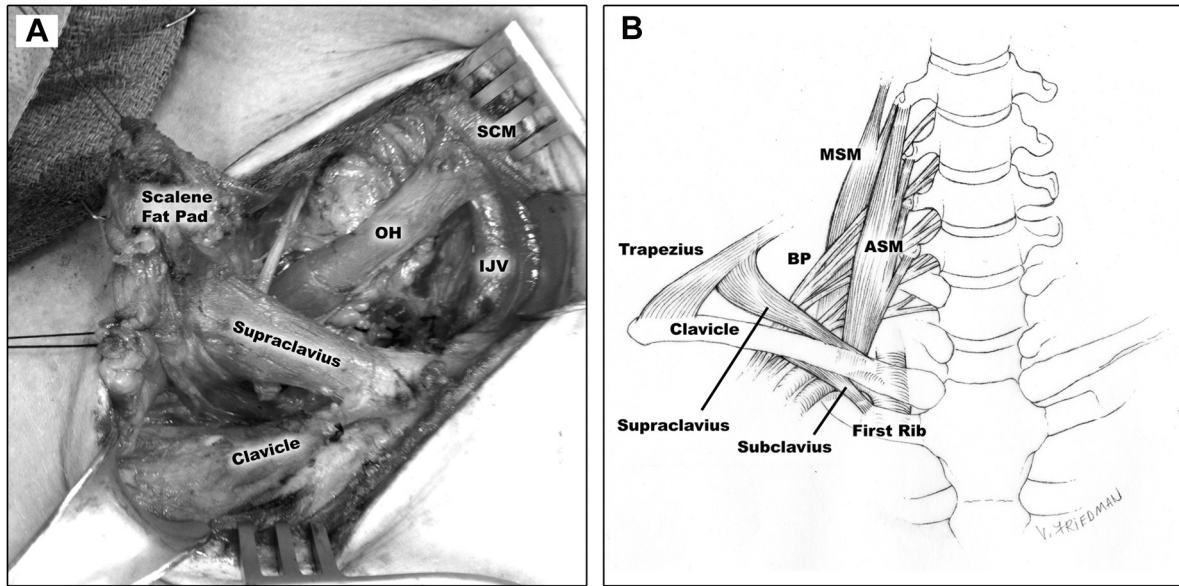 A
SCM
Scalene
Fat Pad
OH
IJV
Supraclavius
Clavicle
B
MSM
Trapezius
BP
ASM
Clavicle
Supraclavius
Subclavius
First Rib
V. FRIEDMAN